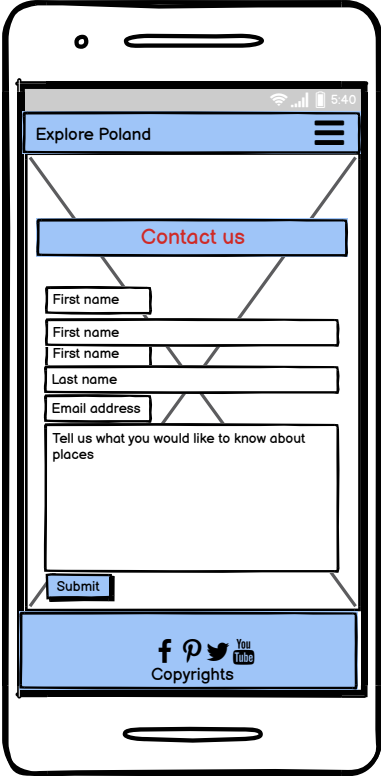 5:40
Explore Poland
Contact us
First name
First name
First name
Last name
Email address
Tell us what you would like to know about
places
Submit
You
Tube
Copyrights